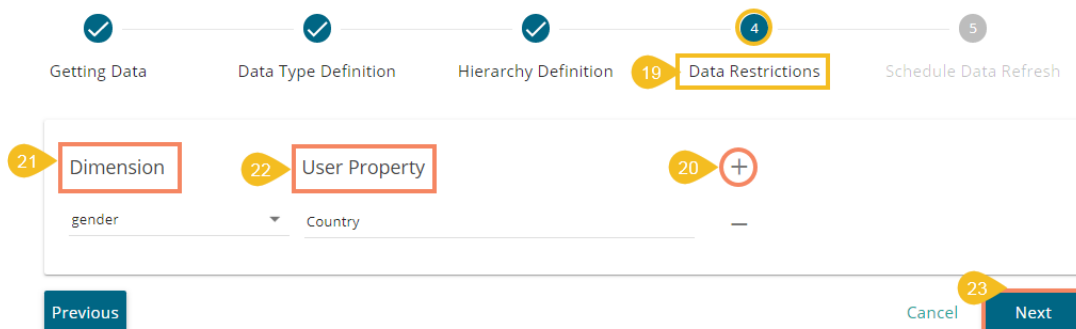 4
5
Getting Data
Data Type Definition
Hierarchy Definition
19
Data Restrictions
Schedule Data Refresh
21
Dimension
22
User Property
20
+
gender
Country
–
23
Previous
Cancel
Next